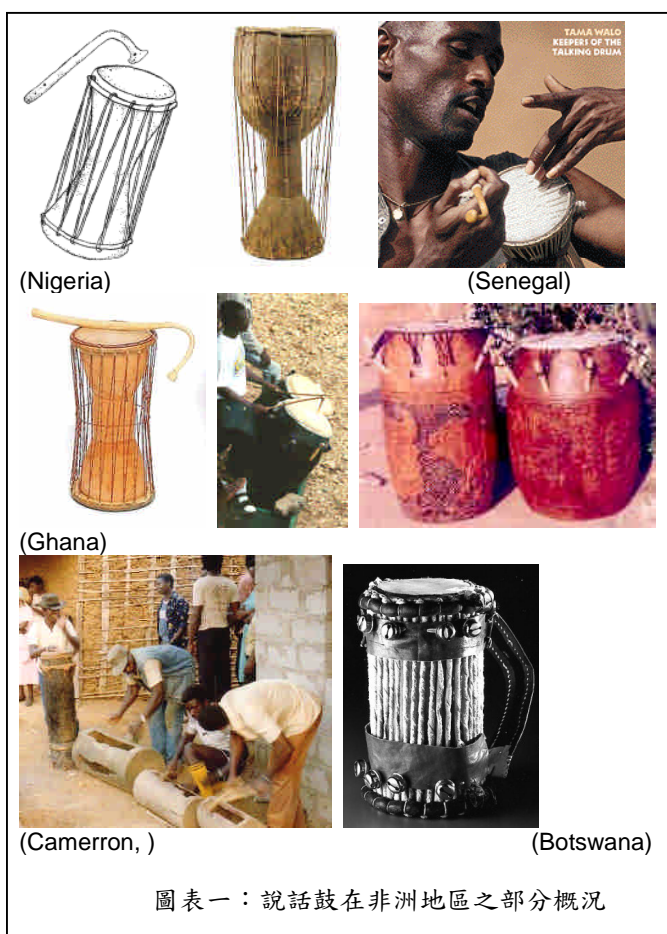 TAMA WALO
KEEPERS OF THE
TALKING DRUM
(Nigeria)
(Senegal)
(Ghana)
(Camerron, )
(Botswana)
圖表一：說話鼓在非洲地區之部分概況